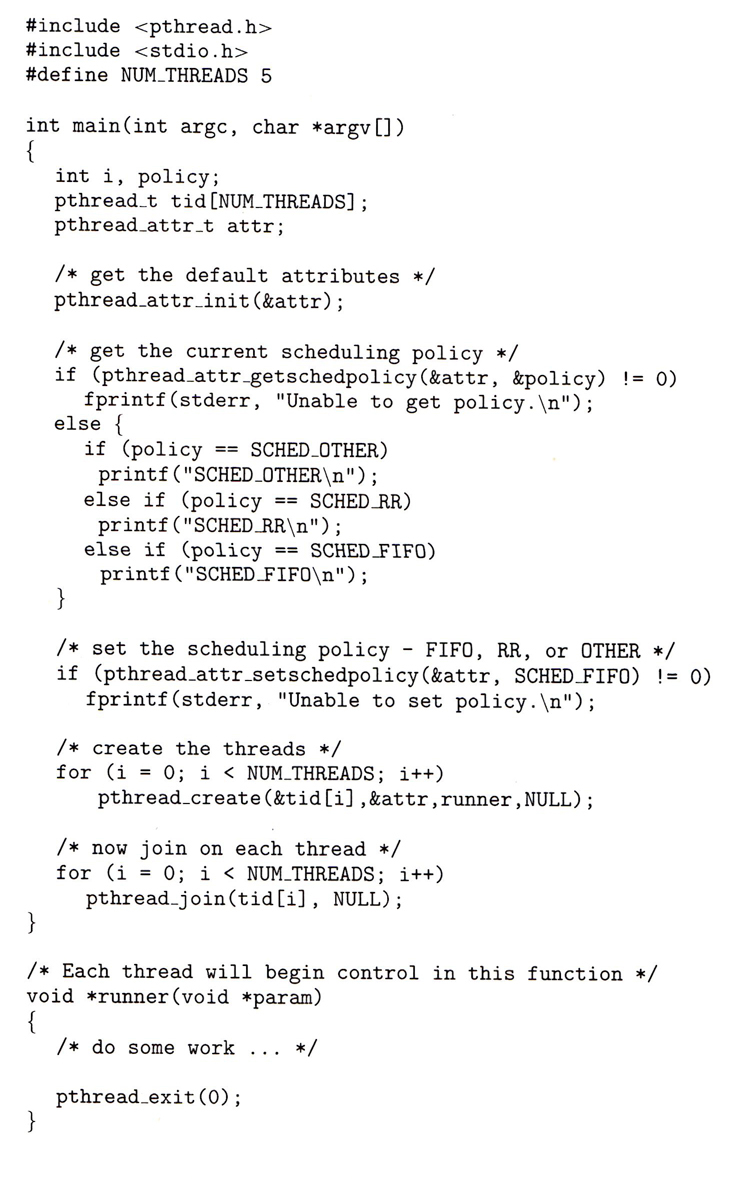 #include <pthread.h>
#include <stdio.h>
#define NUM_THREADS 5

int main(int argc, char *argv[])
{
   int i, policy;
   pthread_t tid[NUM_THREADS];
   pthread_attr_t attr;

   /* get the default attributes */
   pthread_attr_init(&attr);

   /* get the current scheduling policy */
   if (pthread_attr_getschedpolicy(&attr, &policy) != 0)
      fprintf(stderr, "Unable to get policy.\n");
   else {
      if (policy == SCHED_OTHER)
       printf("SCHED_OTHER\n");
      else if (policy == SCHED_RR)
       printf("SCHED_RR\n");
      else if (policy == SCHED_FIFO)
       printf("SCHED_FIFO\n");
   }

   /* set the scheduling policy - FIFO, RR, or OTHER */
   if (pthread_attr_setschedpolicy(&attr, SCHED_FIFO) != 0)
      fprintf(stderr, "Unable to set policy.\n");

   /* create the threads */
   for (i = 0; i < NUM_THREADS; i++)
       pthread_create(&tid[i],&attr,runner,NULL);

   /* now join on each thread */
   for (i = 0; i < NUM_THREADS; i++)
      pthread_join(tid[i], NULL);
}

/* Each thread will begin control in this function */
void *runner(void *param)
{
   /* do some work ... */

   pthread_exit(0);
}